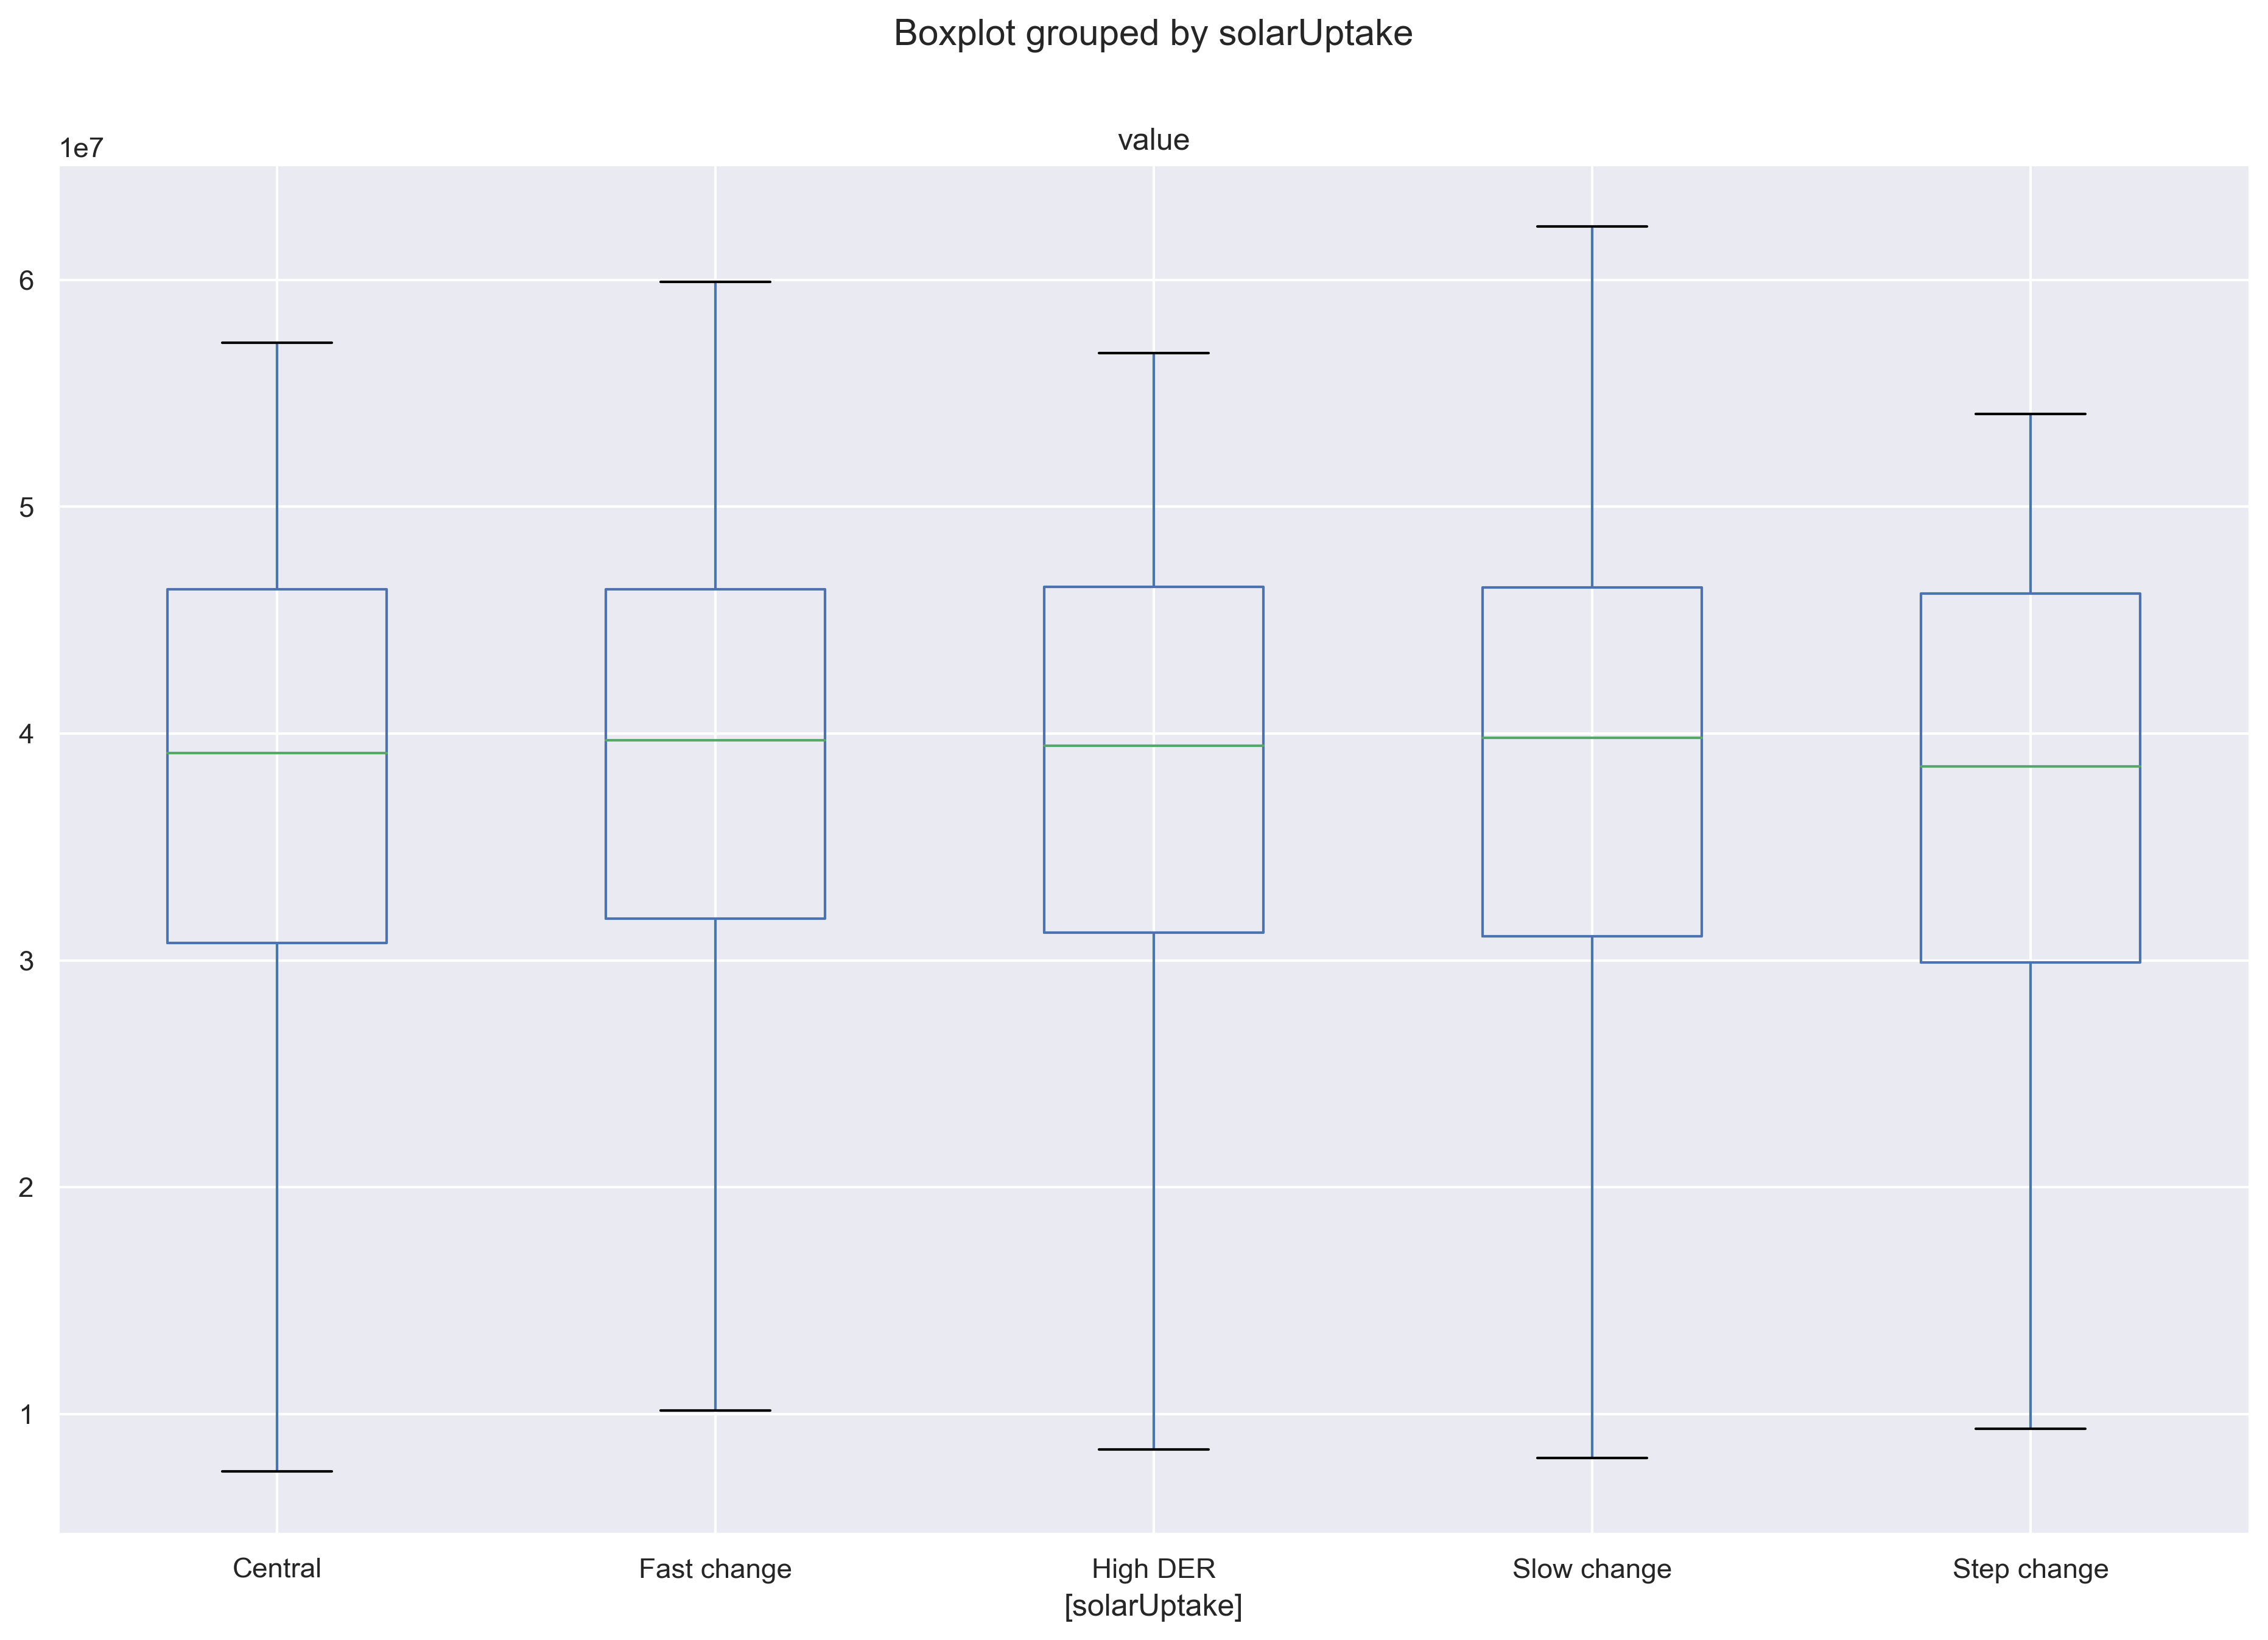 Boxplot grouped by solarUptake
value
1e7
6
5
4
3
2
1
Central
Fast change
High DER
Slow change
Step change
[solarUptake]